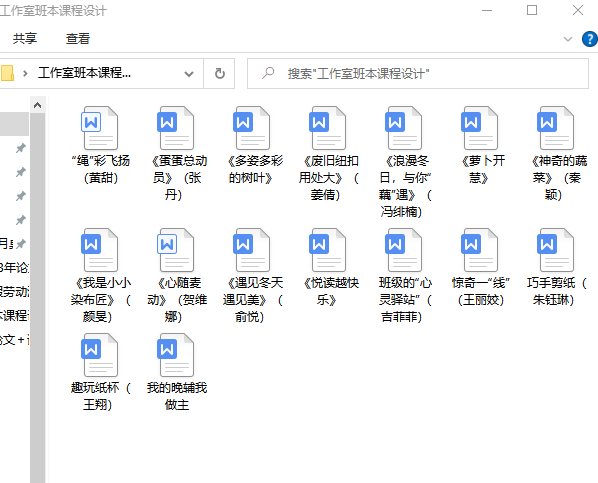 工作室班本课程设计
共享 查看
工作室班本课程...
搜索"工作室班本课程设计"
“绳”彩飞扬
（黄甜）
《蛋蛋总动
员》（张
丹）
《多姿多彩
的树叶》
《废旧纽扣
用处大》（
姜倩）
《浪漫冬
日，与你“
藕”遇》（
冯绯楠）
《萝卜开
慧》
《神奇的蔬
菜》（秦
颖）
《我是小小
染布匠》（
颜旻）
《心随麦
动》（贺维
娜）
《遇见冬天
遇见美》（
俞悦）
《悦读越快
乐》
班级的“心
灵驿站”（
吉菲菲）
惊奇一“线”
（王丽姣）
巧手剪纸（
朱钰琳）
趣玩纸杯（
王翔）
我的晚辅我
做主
3年论
服劳动
课程
论文＋